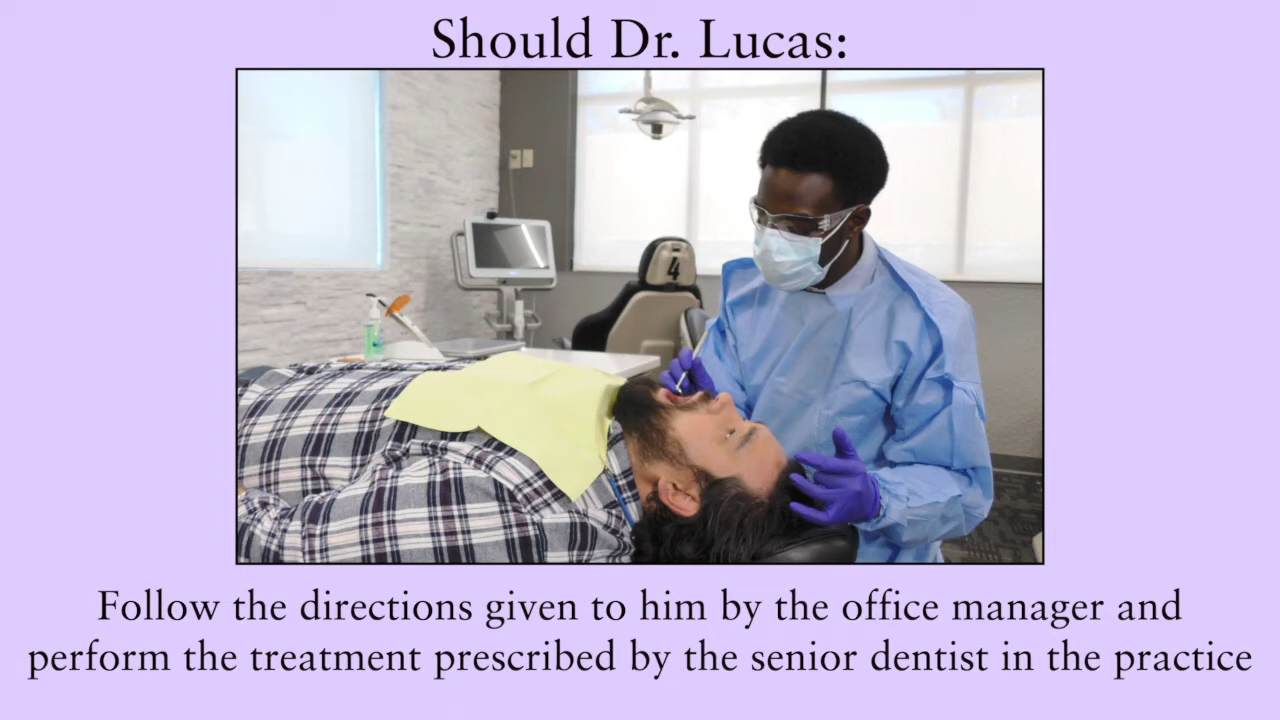 Should Dr. Lucas:
4
Follow the directions given to him by the office manager and
perform the treatment prescribed by the senior dentist in the practice